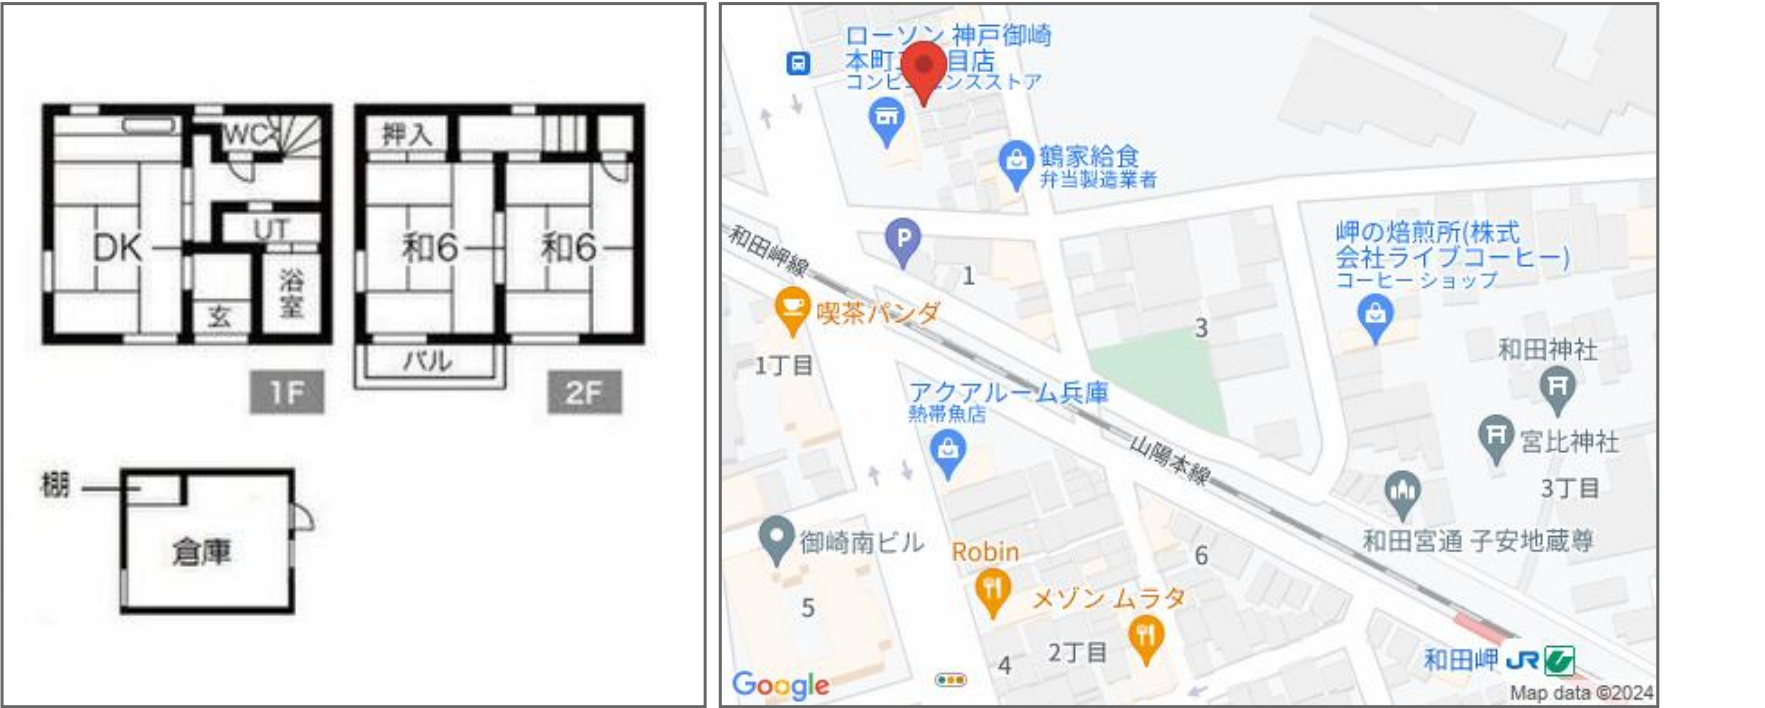 WC
押入
DK
UT
和6
和6
浴
室
玄
バル
1F
2F
棚
倉庫
ローソン 神戸御崎
本町
目店
コンビ
ンスストア
鶴家給食
弁当製造業者
和田岬線
P
1
岬の焙煎所(株式
会社ライブコーヒー)
コーヒー ショップ
喫茶パンダ
3
1丁目
和田神社
アクアルーム兵庫
熱帯魚店
山陽本線
宮比神社
3丁目
御崎南ビル
Robin
6
和田宮通 子安地蔵尊
メゾン ムラタ
5
2丁目
4
和田岬 JR
Google
Map data ©2024